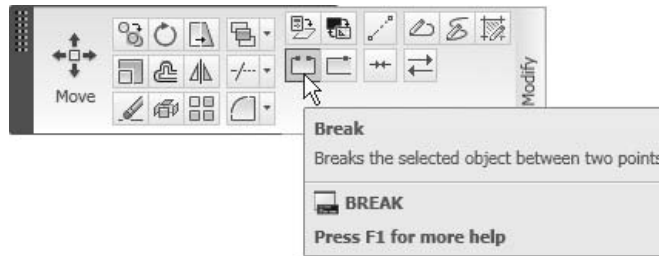 Move
Modify
Break
Breaks the selected object between two points
BREAK
Press F1 for more help